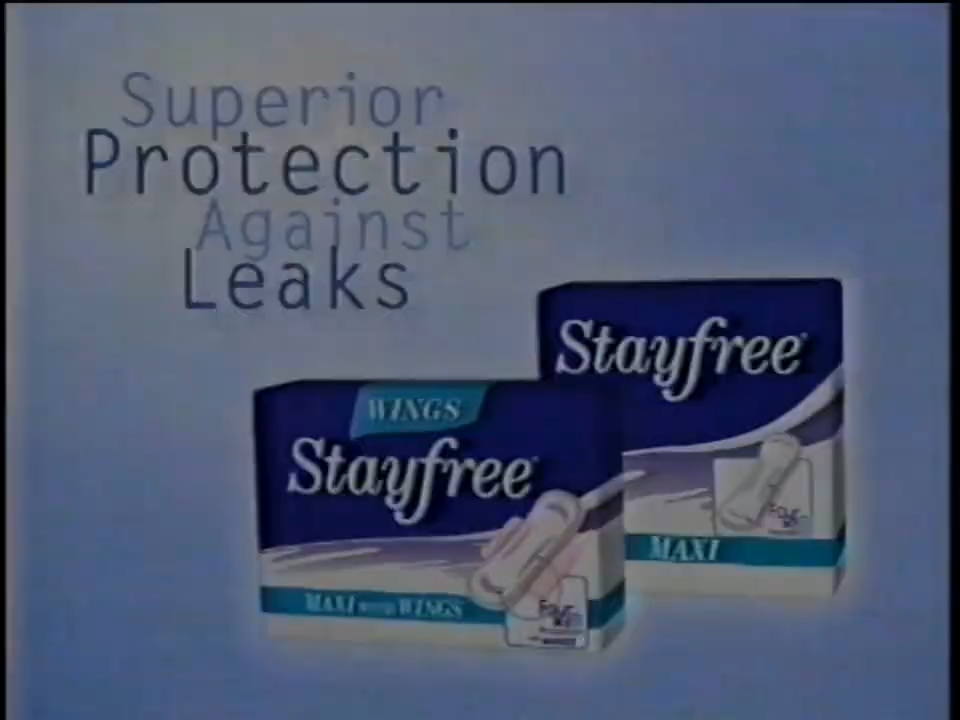 Superior
Protection
Against
Leaks
Stayfree
WINGS
Stayfree
MAXI
MAXI WITH WINGS